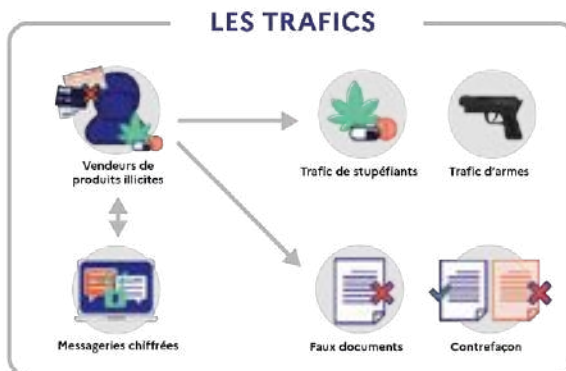 LES TRAFICS
Vendeurs de
produits illicites
Trafic de stupéfiants
Trafic d'armes
Messageries chiffrées
Faux documents
Contrefaçon